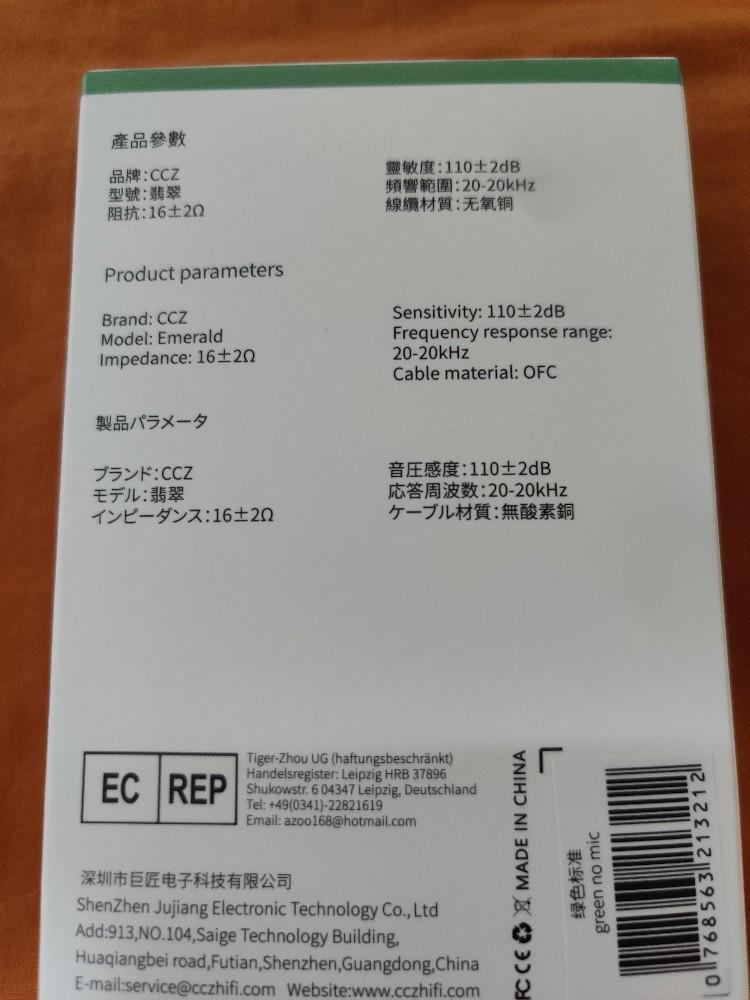 產品參數
品牌:CCZ
型號:翡翠
阻抗:16±2Ω
靈敏度:110±2dB
頻響範圍:20-20kHz
線纜材質:无氧铜
Product parameters
Brand: CCZ
Model: Emerald
Impedance: 16±2Ω
Sensitivity: 110±2dB
Frequency response range:
20-20kHz
Cable material: OFC
製品パラメータ
ブランド:CCZ
モデル:翡翠
インピーダンス:16±2Ω
音圧感度:110±2dB
応答周波数:20-20kHz
ケーブル材質:無酸素銅
EC REP
Tiger-Zhou UG (haftungsbeschränkt)
Handelsregister: Leipzig HRB 37896
Shukowstr. 6 04347 Leipzig, Deutschland
Tel: +49(0341)-22821619
Email: azoo168@hotmail.com
深圳市巨匠电子科技有限公司
ShenZhen Jujiang Electronic Technology Co., Ltd
Add:913,NO.104,Saige Technology Building,
Huaqiangbei road,Futian,Shenzhen,Guangdong,China
E-mail:service@cczhifi.com Website:www.cczhifi.com
CE MADE IN CHINA
绿色标准
green no mic
0 768563 213212